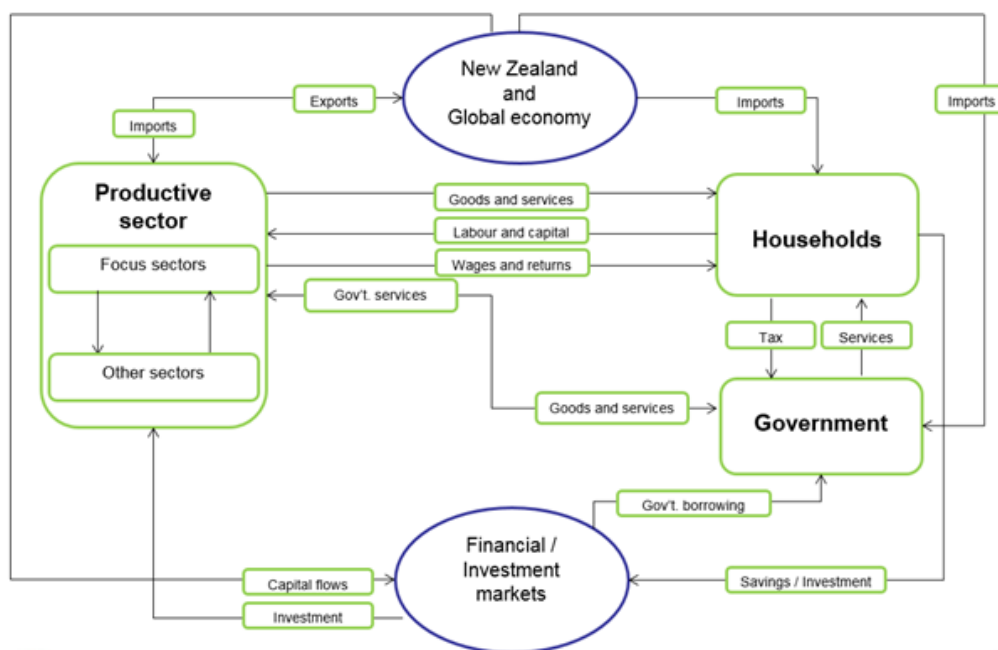 New Zealand
and
Global economy
Exports
Imports
Imports
Imports
Productive
sector
Focus sectors
Other sectors
Goods and services
Labour and capital
Wages and returns
Gov't. services
Households
Tax
Services
Goods and services
Government
Gov't. borrowing
Financial /
Investment
markets
Capital flows
Investment
Savings / Investment